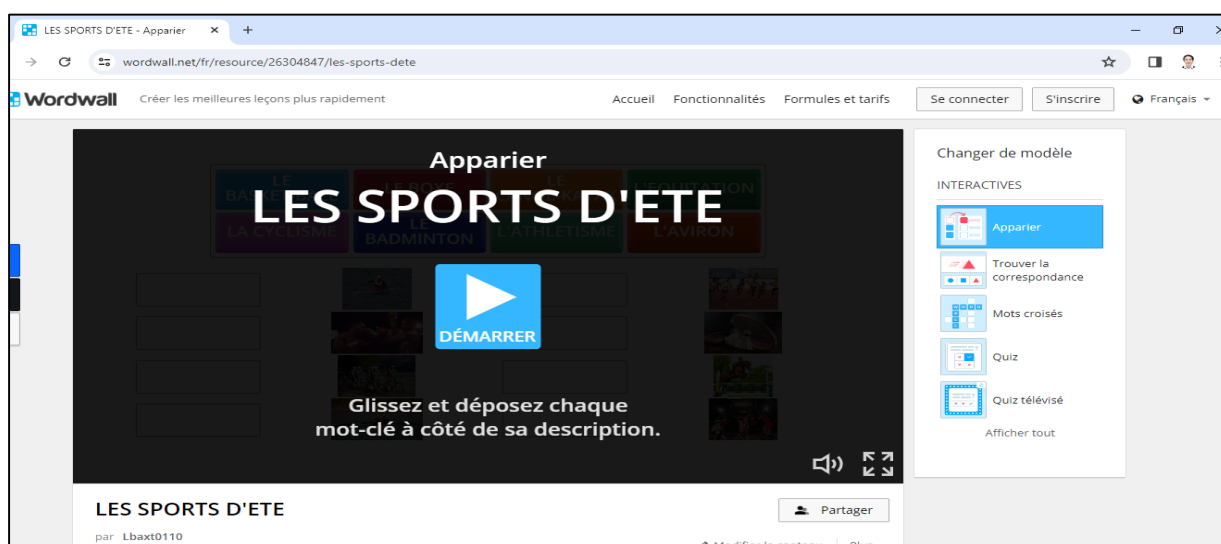 LES SPORTS D'ETE - Apparier
wordwall.net/fr/resource/26304847/les-sports-dete
Wordwall Créer les meilleures leçons plus rapidement Accueil Fonctionnalités Formules et tarifs Se connecter S'inscrire Français
Apparier
LES SPORTS D'ETE
LA CYCLISME
LE BADMINTON
L'ATHLETISME
L'AVIRON
DÉMARRER
Glissez et déposez chaque
mot-clé à côté de sa description.
Changer de modèle
INTERACTIVES
Apparier
Trouver la
correspondance
Mots croisés
Quiz
Quiz télévisé
Afficher tout
LES SPORTS D'ETE
Partager
par Lbaxt0110